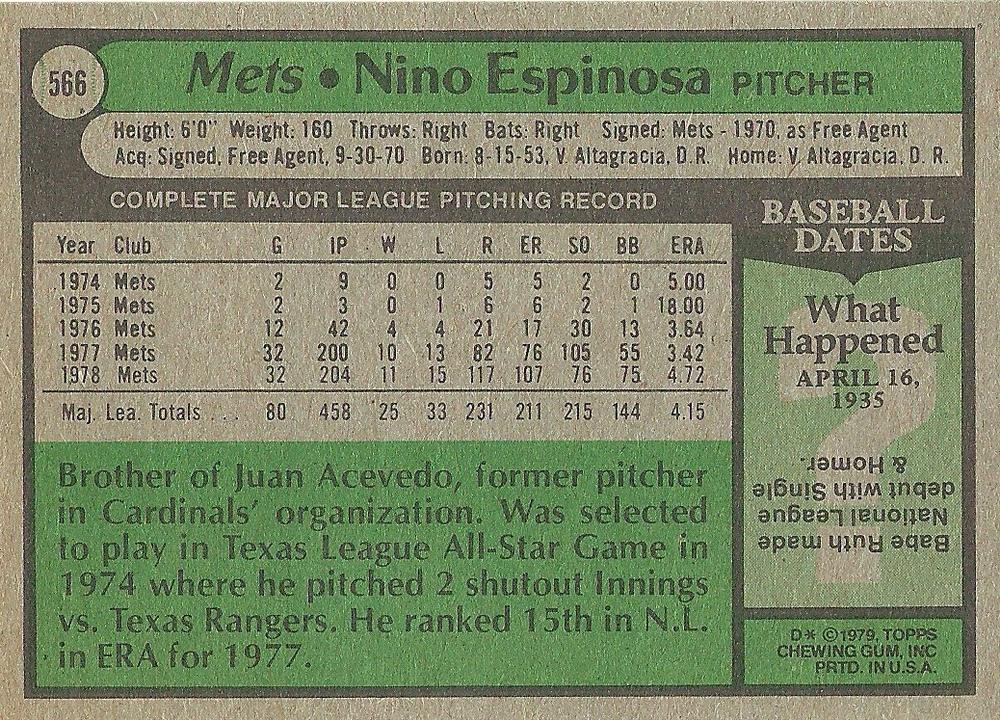 566
Mets • Nino Espinosa PITCHER
Height: 6'0" Weight: 160 Throws: Right Bats: Right Signed: Mets - 1970, as Free Agent
Acq: Signed, Free Agent, 9-30-70 Born: 8-15-53, V. Altagracia, D.R. Home: V. Altagracia, D. R.
COMPLETE MAJOR LEAGUE PITCHING RECORD
Year Club G IP W L R ER SO BB ERA
1974 Mets 2 9 0 0 5 5 2 0 5.00
1975 Mets 2 3 0 1 6 6 2 1 18.00
1976 Mets 12 42 4 4 21 17 30 13 3.64
1977 Mets 32 200 10 13 82 76 105 55 3.42
1978 Mets 32 204 11 15 117 107 76 75 4.72
Maj. Lea. Totals ... 80 458 25 33 231 211 215 144 4.15
Brother of Juan Acevedo, former pitcher
in Cardinals' organization. Was selected
to play in Texas League All-Star Game in
1974 where he pitched 2 shutout Innings
vs. Texas Rangers. He ranked 15th in N.L.
in ERA for 1977.
BASEBALL
DATES
What
Happened
APRIL 16,
1935
?
Babe Ruth made
National League
debut with Single
& Homer.
D* ©1979, TOPPS
CHEWING GUM, INC
PRTD. IN U.S.A.